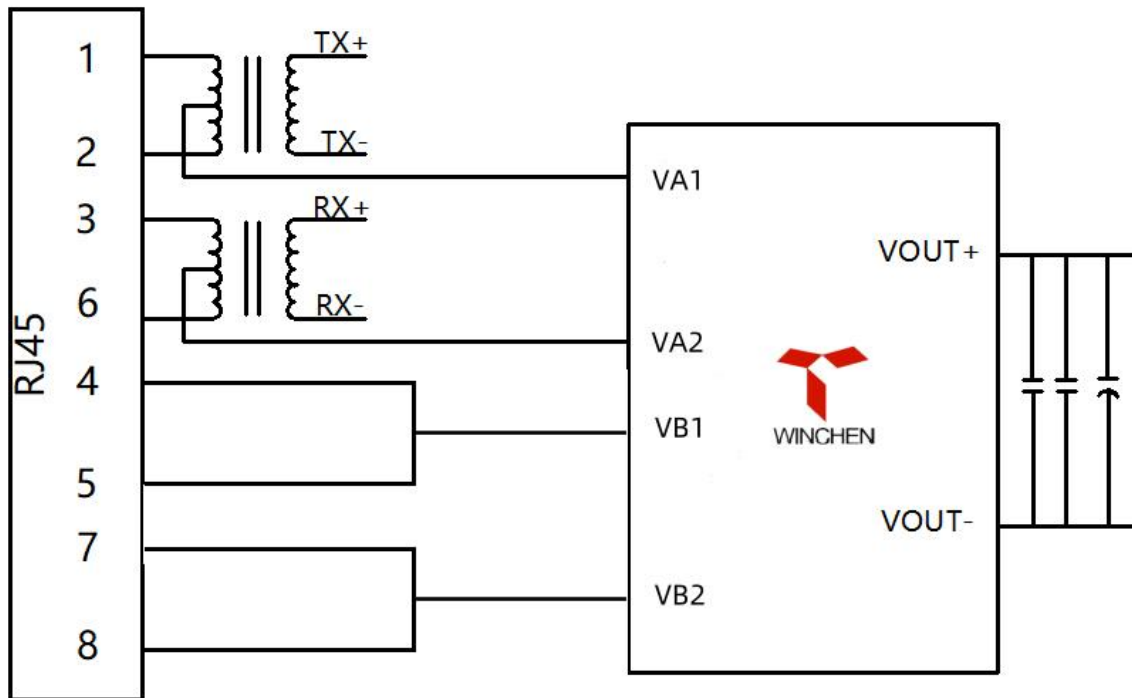 RJ45
1
2
3
6
4
5
7
8
TX+
TX-
RX+
RX-
VA1
VA2
VB1
VB2
WINCHEN
VOUT+
VOUT-